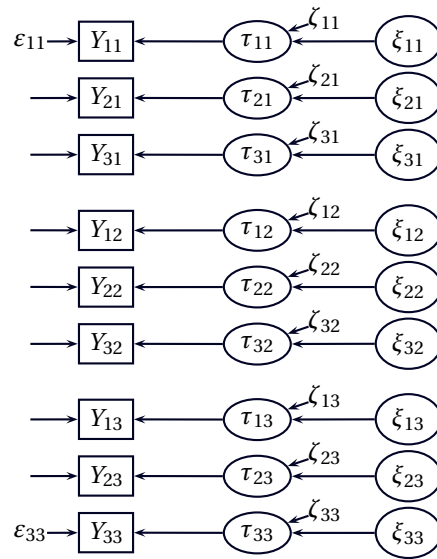 ζ₁₁
ε₁₁ Y₁₁ τ₁₁ ξ₁₁
ζ₂₁
Y₂₁ τ₂₁ ξ₂₁
ζ₃₁
Y₃₁ τ₃₁ ξ₃₁
ζ₁₂
Y₁₂ τ₁₂ ξ₁₂
ζ₂₂
Y₂₂ τ₂₂ ξ₂₂
ζ₃₂
Y₃₂ τ₃₂ ξ₃₂
ζ₁₃
Y₁₃ τ₁₃ ξ₁₃
ζ₂₃
Y₂₃ τ₂₃ ξ₂₃
ζ₃₃
ε₃₃ Y₃₃ τ₃₃ ξ₃₃